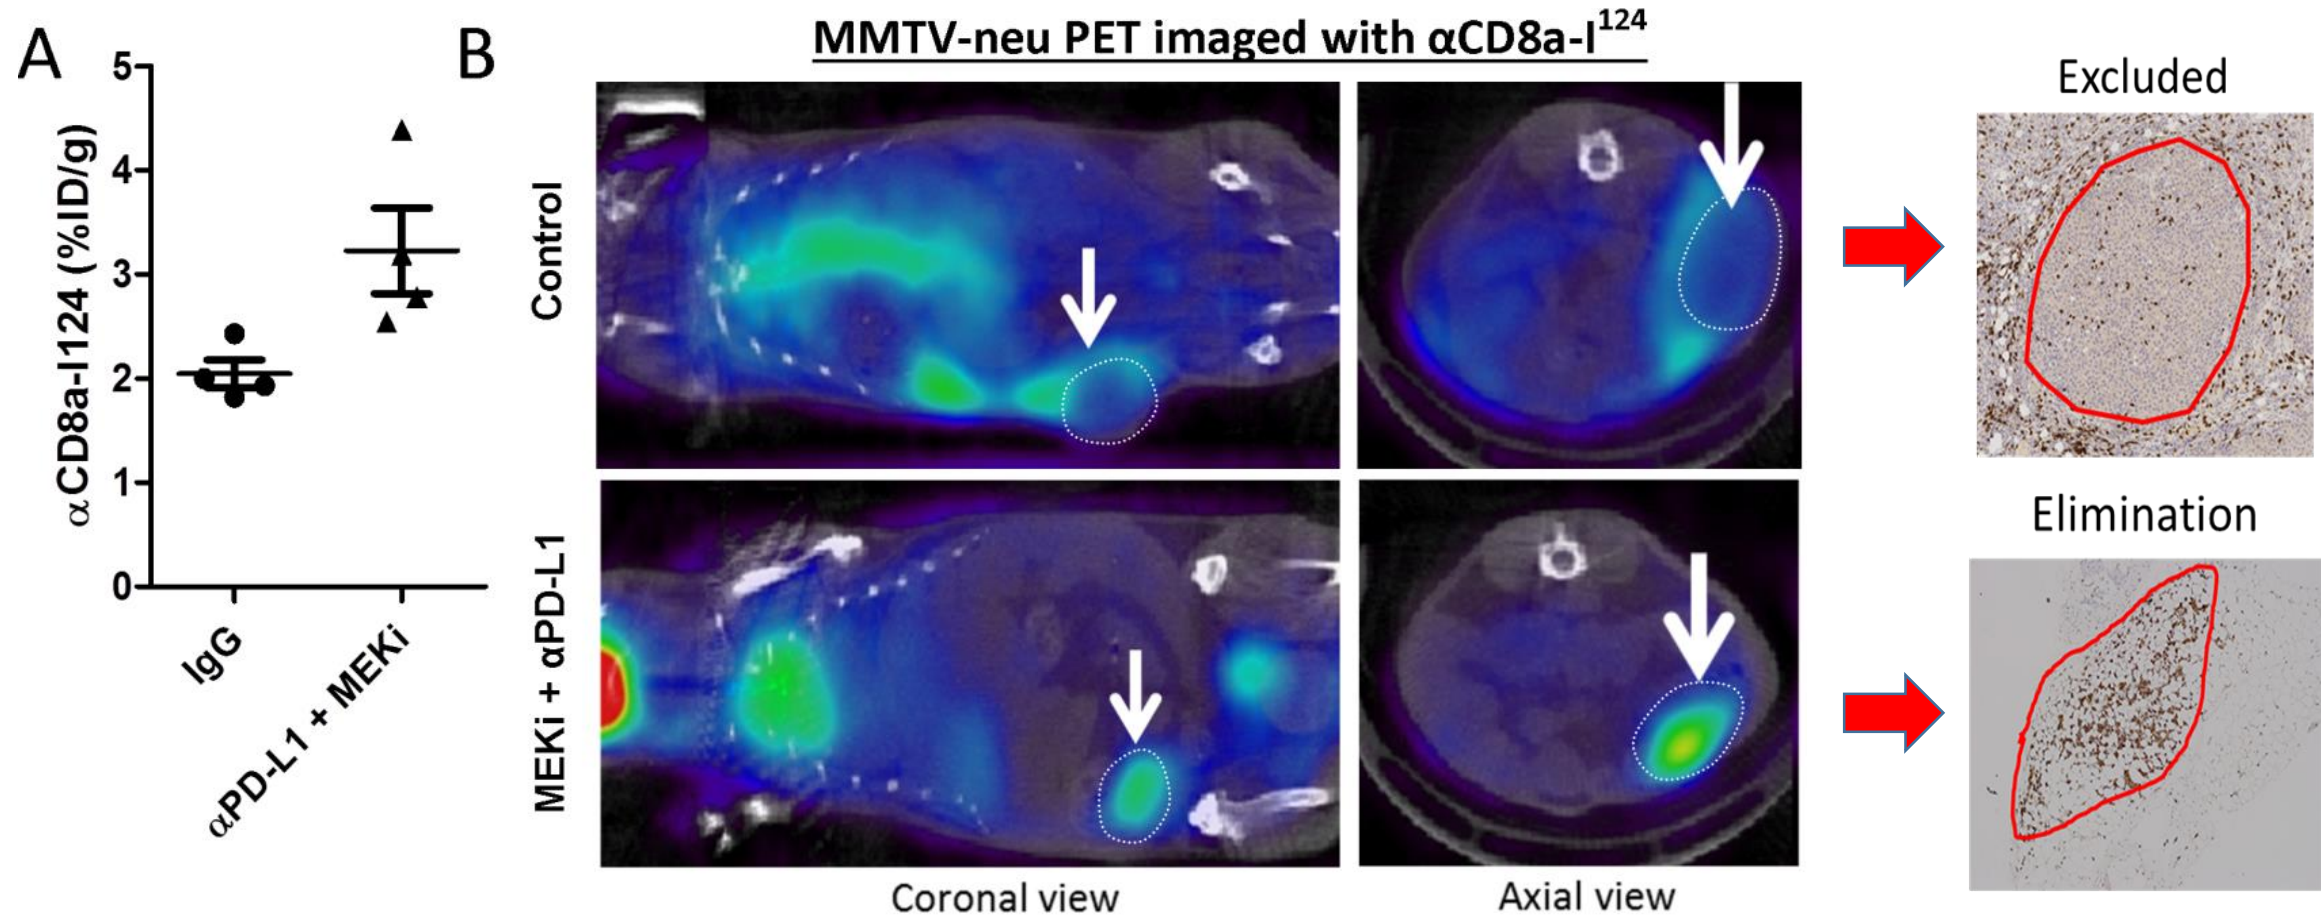 A
αCD8a-I124 (%ID/g)
5
4
3
2
1
0
IgG
αPD-L1 + MEKi
B
MMTV-neu PET imaged with αCD8a-I¹²⁴
Control
MEKi + αPD-L1
Coronal view
Axial view
Excluded
Elimination